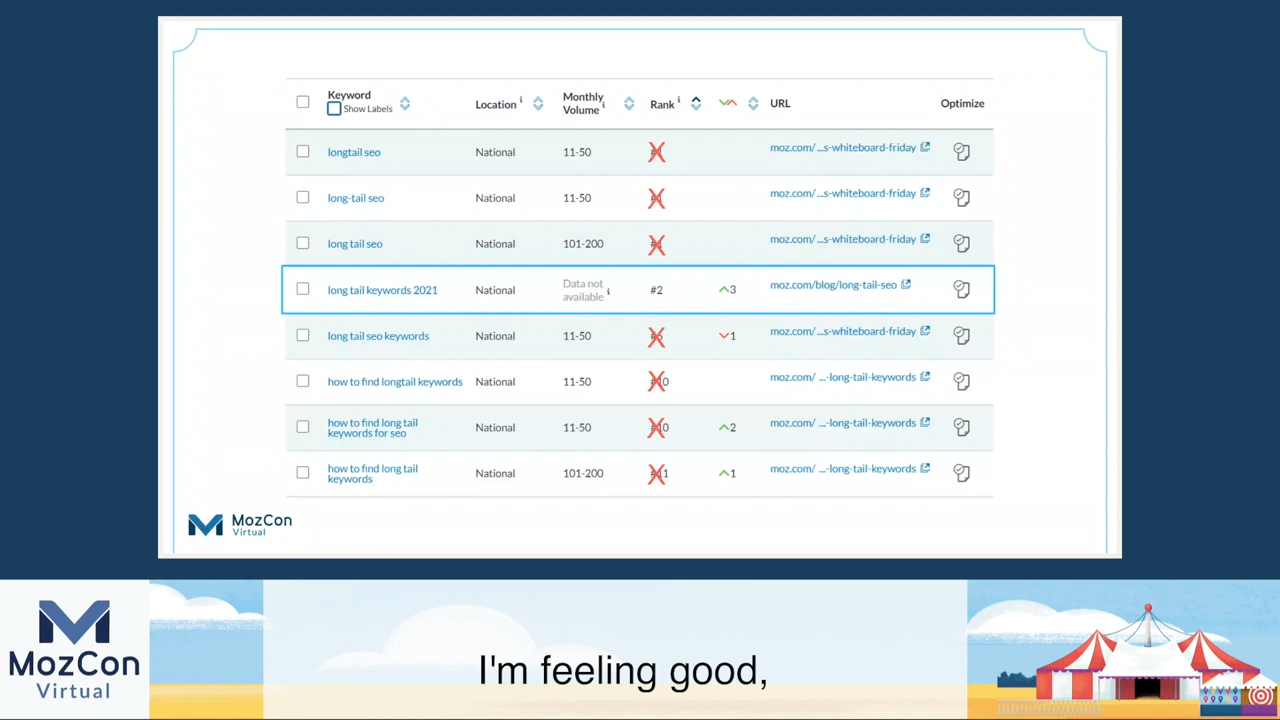 Keyword
Show Labels
Location i
Monthly
Volume i
Rank i
URL
Optimize
longtail seo National 11-50 moz.com/ ...s-whiteboard-friday
long-tail seo National 11-50 moz.com/ ...s-whiteboard-friday
long tail seo National 101-200 moz.com/ ...s-whiteboard-friday
long tail keywords 2021 National Data not available i #2 3 moz.com/blog/long-tail-seo
long tail seo keywords National 11-50 1 moz.com/ ...s-whiteboard-friday
how to find longtail keywords National 11-50 #10 moz.com/ ...-long-tail-keywords
how to find long tail
keywords for seo National 11-50 #10 2 moz.com/ ...-long-tail-keywords
how to find long tail
keywords National 101-200 #11 1 moz.com/ ...-long-tail-keywords
MozCon
Virtual
MozCon
Virtual
I'm feeling good,